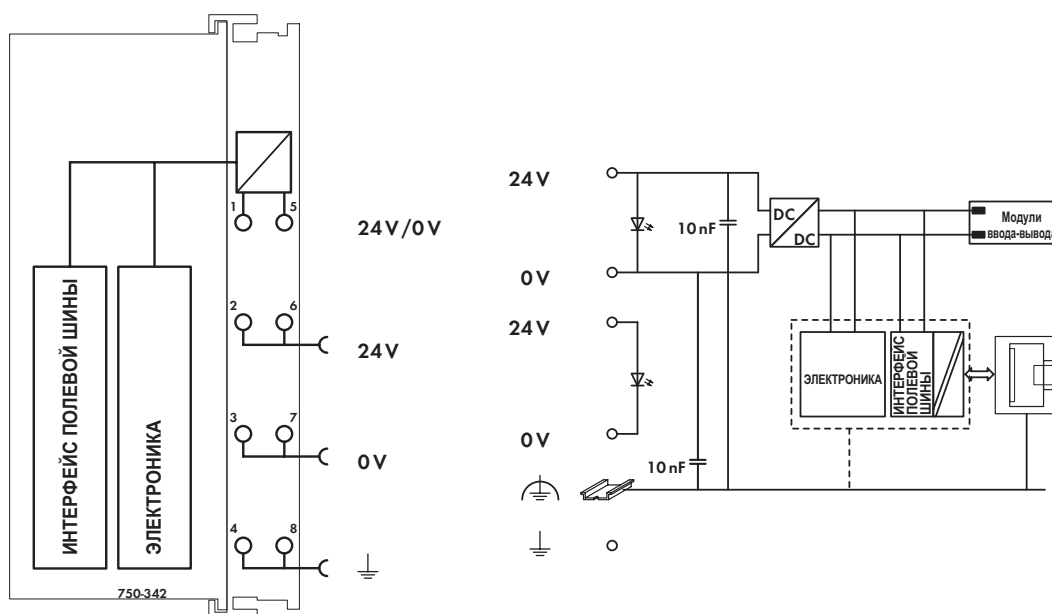 1 5
24V/0V
2 6
24V
3 7
0V
4 8
ИНТЕРФЕЙС ПОЛЕВОЙ ШИНЫ
ЭЛЕКТРОНИКА
750-342
24V
0V
24V
0V
10nF
10nF
DC
DC
Модули
ввода-вывода
ЭЛЕКТРОНИКА
ИНТЕРФЕЙС
ПОЛЕВОЙ
ШИНЫ